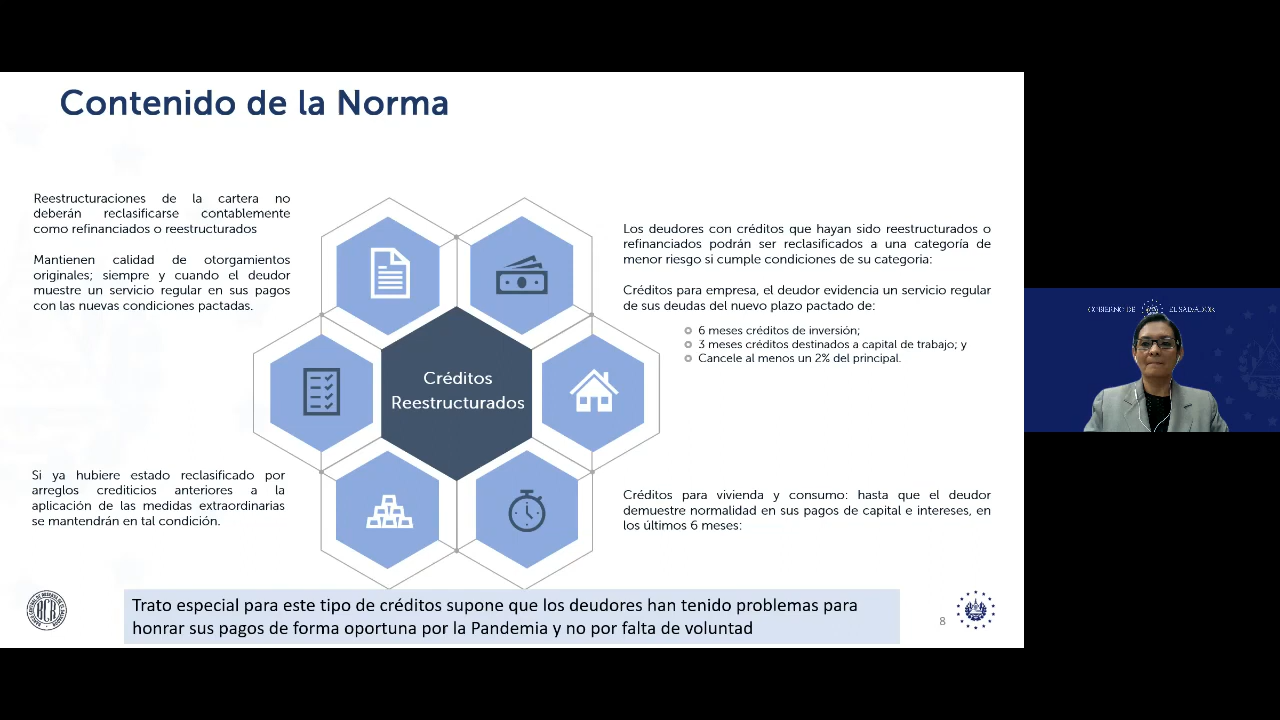 Contenido de la Norma
Reestructuraciones de la cartera no
deberán reclasificarse contablemente
como refinanciados o reestructurados
Mantienen calidad de otorgamientos
originales; siempre y cuando el deudor
muestre un servicio regular en sus pagos
con las nuevas condiciones pactadas.
Si ya hubiere estado reclasificado por
arreglos crediticios anteriores a la
aplicación de las medidas extraordinarias
se mantendrán en tal condición.
Créditos
Reestructurados
Los deudores con créditos que hayan sido reestructurados o
refinanciados podrán ser reclasificados a una categoría de
menor riesgo si cumple condiciones de su categoria:
Créditos para empresa, el deudor evidencia un servicio regular
de sus deudas del nuevo plazo pactado de:
6 meses créditos de inversión;
3 meses créditos destinados a capital de trabajo; y
Cancele al menos un 2% del principal.
Créditos para vivienda y consumo: hasta que el deudor
demuestre normalidad en sus pagos de capital e intereses, en
los últimos 6 meses:
Trato especial para este tipo de créditos supone que los deudores han tenido problemas para
honrar sus pagos de forma oportuna por la Pandemia y no por falta de voluntad
8
BCR
GOBIERNO DE EL SALVADOR